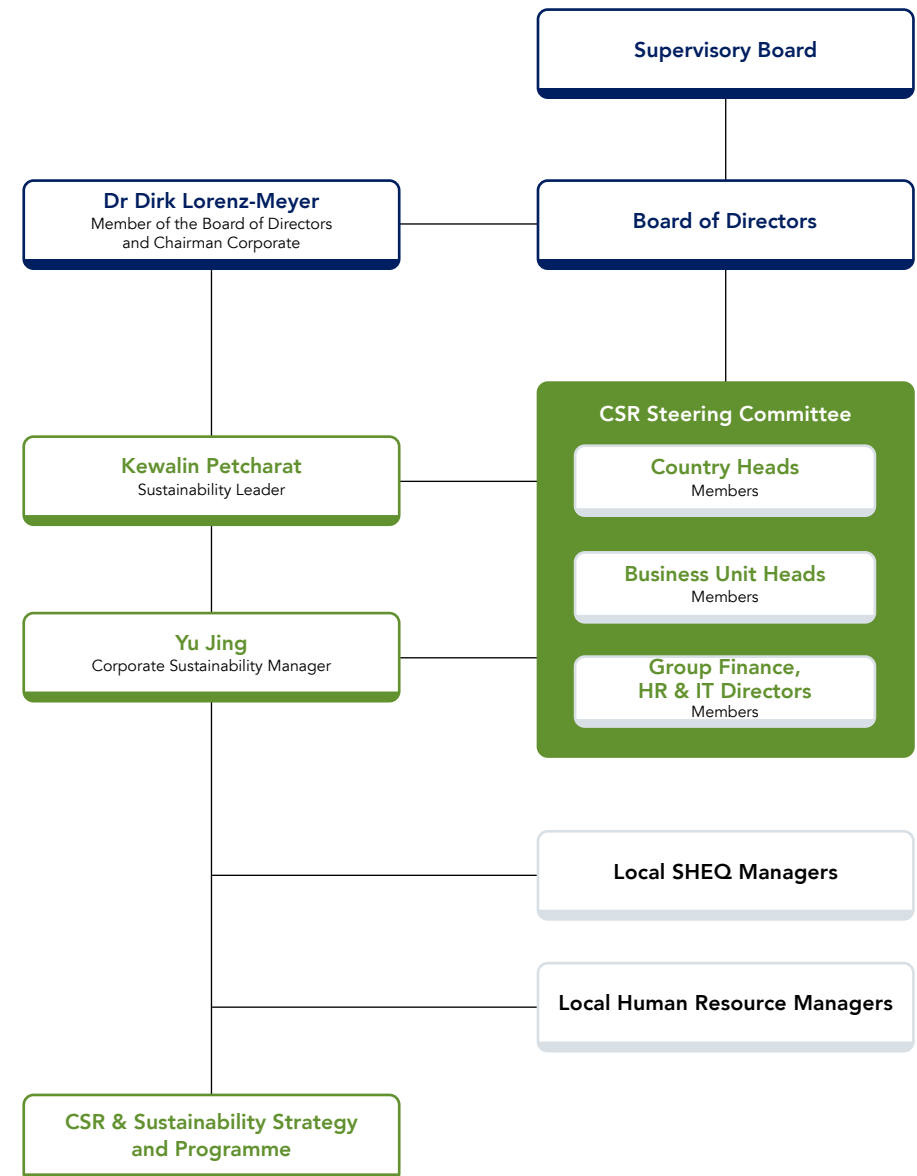 Supervisory Board
Dr Dirk Lorenz-Meyer
Member of the Board of Directors
and Chairman Corporate
Board of Directors
CSR Steering Committee
Kewalin Petcharat
Sustainability Leader
Country Heads
Members
Business Unit Heads
Members
Yu Jing
Corporate Sustainability Manager
Group Finance,
HR & IT Directors
Members
Local SHEQ Managers
Local Human Resource Managers
CSR & Sustainability Strategy
and Programme